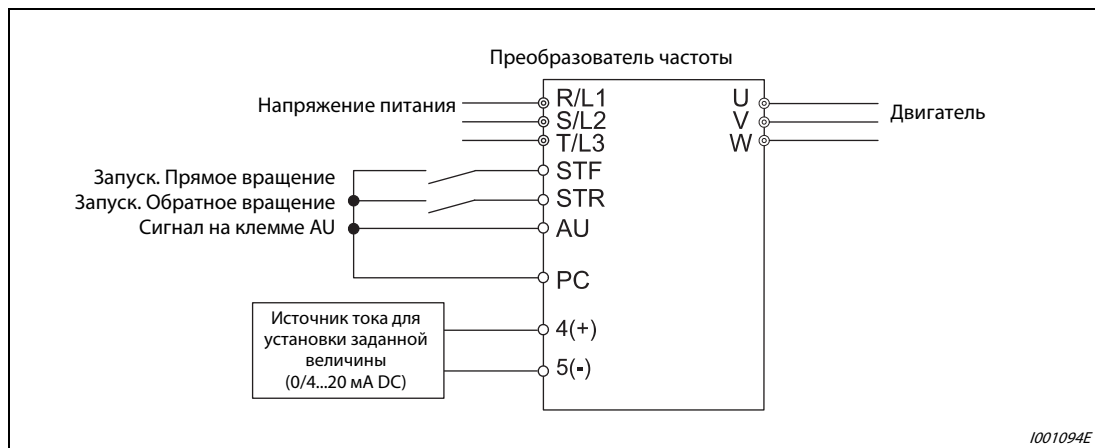 Преобразователь частоты
Напряжение питания
R/L1
S/L2
T/L3
U
V
W
Двигатель
Запуск. Прямое вращение
STF
Запуск. Обратное вращение
STR
Сигнал на клемме AU
AU
PC
Источник тока для
установки заданной
величины
(0/4...20 мА DC)
4(+)
5(-)
I001094E